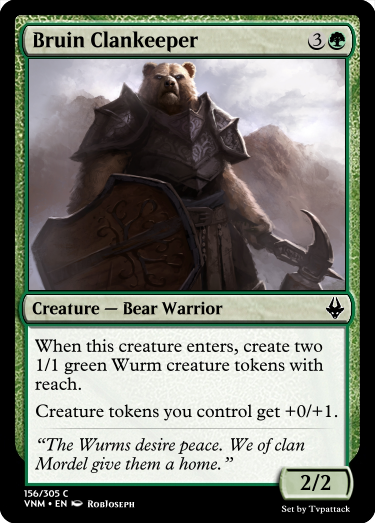 Bruin Clankeeper 3
Creature — Bear Warrior
When this creature enters, create two
1/1 green Wurm creature tokens with
reach.
Creature tokens you control get +0/+1.
“The Wurms desire peace. We of clan
Mordel give them a home.”
2/2
156/305 C
VNM • EN RobJoseph
Set by Tvpattack